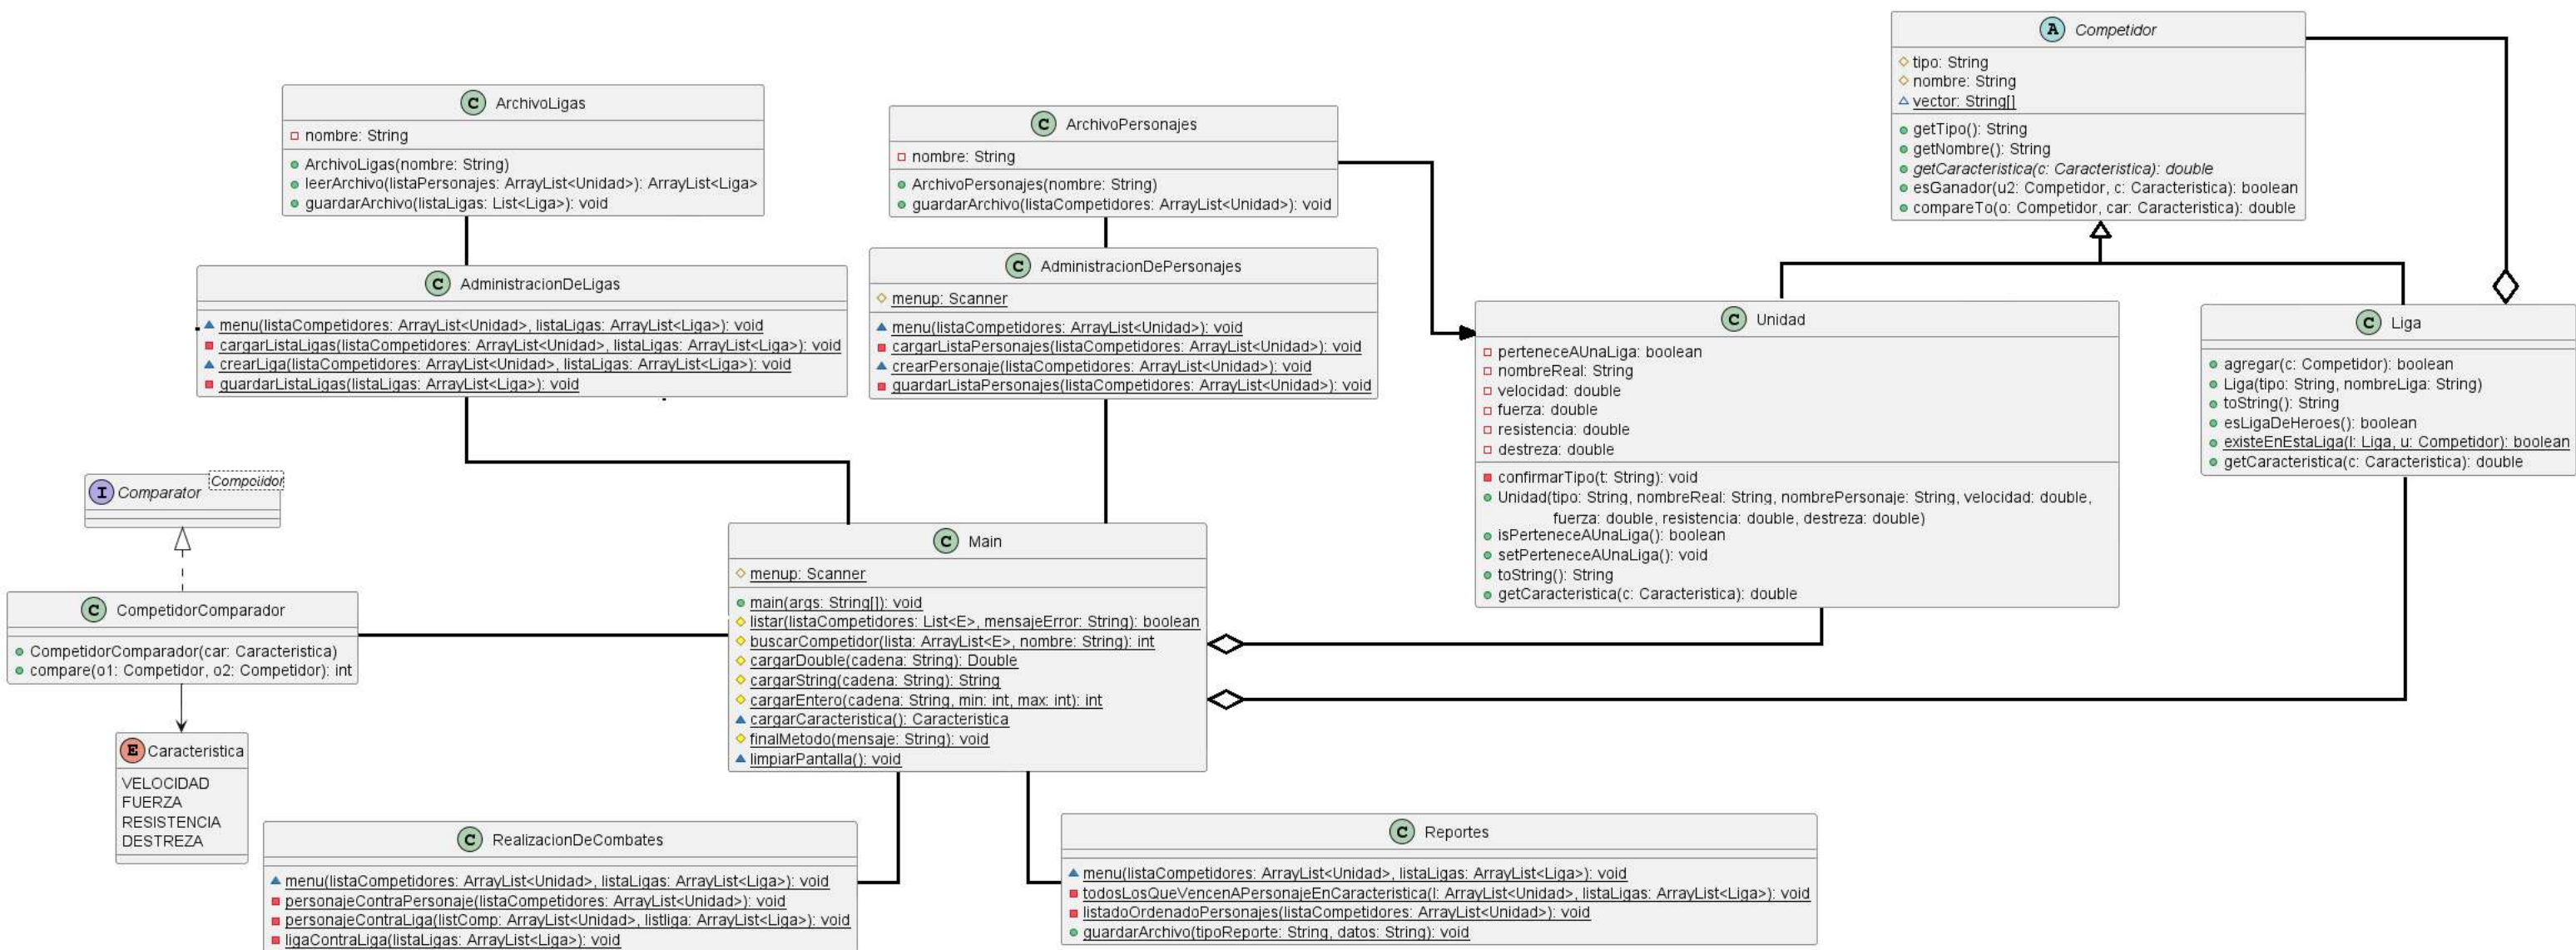 A Competidor
tipo: String
nombre: String
vector: String[]
getTipo(): String
getNombre(): String
getCaracteristica(c: Caracteristica): double
esGanador(u2: Competidor, c: Caracteristica): boolean
compareTo(o: Competidor, car: Caracteristica): double
C ArchivoLigas
nombre: String
ArchivoLigas(nombre: String)
leerArchivo(listaPersonajes: ArrayList<Unidad>): ArrayList<Liga>
guardarArchivo(listaLigas: List<Liga>): void
C ArchivoPersonajes
nombre: String
ArchivoPersonajes(nombre: String)
guardarArchivo(listaCompetidores: ArrayList<Unidad>): void
C AdministracionDeLigas
menu(listaCompetidores: ArrayList<Unidad>, listaLigas: ArrayList<Liga>): void
cargarListaLigas(listaCompetidores: ArrayList<Unidad>, listaLigas: ArrayList<Liga>): void
crearLiga(listaCompetidores: ArrayList<Unidad>, listaLigas: ArrayList<Liga>): void
guardarListaLigas(listaLigas: ArrayList<Liga>): void
C AdministracionDePersonajes
menup: Scanner
menu(listaCompetidores: ArrayList<Unidad>): void
cargarListaPersonajes(listaCompetidores: ArrayList<Unidad>): void
crearPersonaje(listaCompetidores: ArrayList<Unidad>): void
guardarListaPersonajes(listaCompetidores: ArrayList<Unidad>): void
C Unidad
perteneceAUnaLiga: boolean
nombreReal: String
velocidad: double
fuerza: double
resistencia: double
destreza: double
confirmarTipo(t: String): void
Unidad(tipo: String, nombreReal: String, nombrePersonaje: String, velocidad: double,
fuerza: double, resistencia: double, destreza: double)
isPerteneceAUnaLiga(): boolean
setPerteneceAUnaLiga(): void
toString(): String
getCaracteristica(c: Caracteristica): double
C Liga
agregar(c: Competidor): boolean
Liga(tipo: String, nombreLiga: String)
toString(): String
esLigaDeHeroes(): boolean
existeEnEstaLiga(l: Liga, u: Competidor): boolean
getCaracteristica(c: Caracteristica): double
I Comparator
C CompetidorComparador
CompetidorComparador(car: Caracteristica)
compare(o1: Competidor, o2: Competidor): int
E Caracteristica
VELOCIDAD
FUERZA
RESISTENCIA
DESTREZA
C Main
menup: Scanner
main(args: String[]): void
listar(listaCompetidores: List<E>, mensajeError: String): boolean
buscarCompetidor(lista: ArrayList<E>, nombre: String): int
cargarDouble(cadena: String): Double
cargarString(cadena: String): String
cargarEntero(cadena: String, min: int, max: int): int
cargarCaracteristica(): Caracteristica
finalMetodo(mensaje: String): void
limpiarPantalla(): void
C RealizacionDeCombates
menu(listaCompetidores: ArrayList<Unidad>, listaLigas: ArrayList<Liga>): void
personajeContraPersonaje(listaCompetidores: ArrayList<Unidad>): void
personajeContraLiga(listComp: ArrayList<Unidad>, listliga: ArrayList<Liga>): void
ligaContraLiga(listaLigas: ArrayList<Liga>): void
C Reportes
menu(listaCompetidores: ArrayList<Unidad>, listaLigas: ArrayList<Liga>): void
todosLosQueVencenAPersonajeEnCaracteristica(l: ArrayList<Unidad>, listaLigas: ArrayList<Liga>): void
listadoOrdenadoPersonajes(listaCompetidores: ArrayList<Unidad>): void
guardarArchivo(tipoReporte: String, datos: String): void